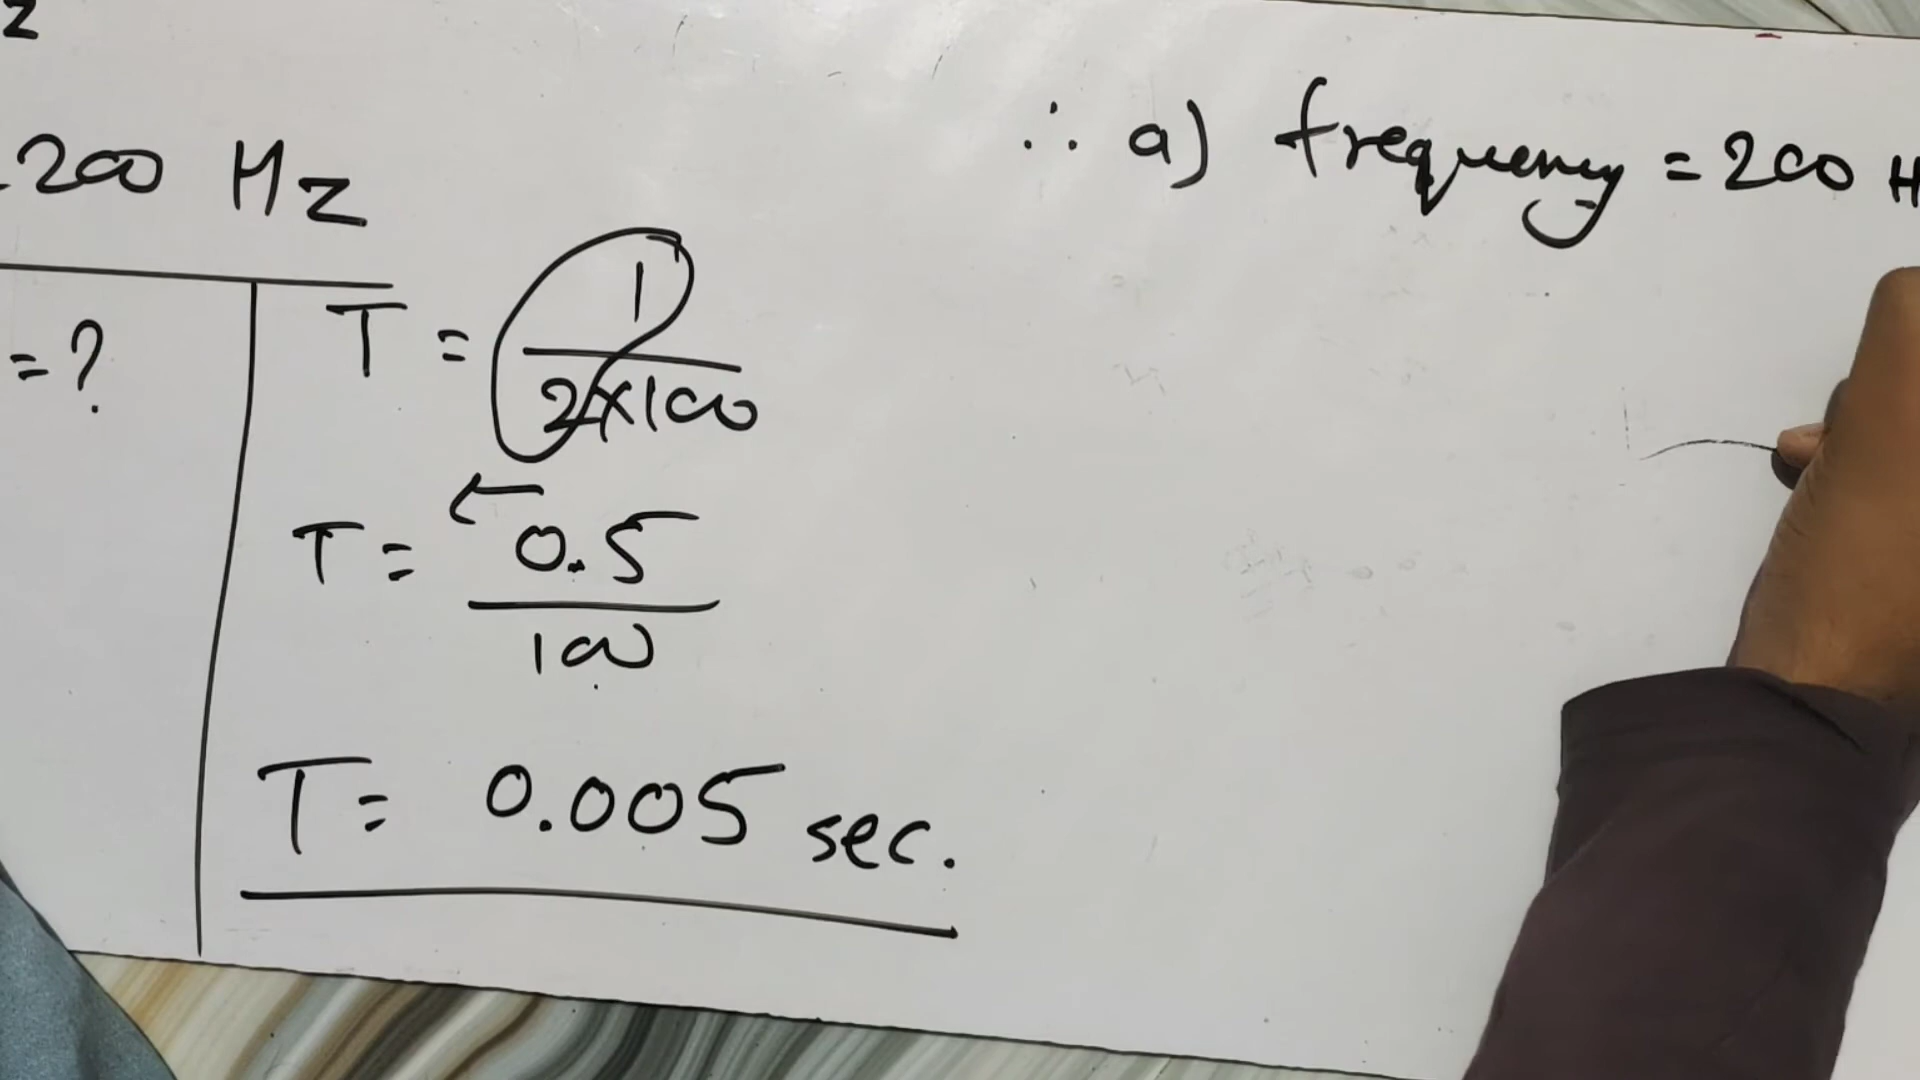 z
200 Hz
= ?
T = 1 / 2×100
T = 0.5 / 100
T = 0.005 sec.
∴ a) frequency = 200 H